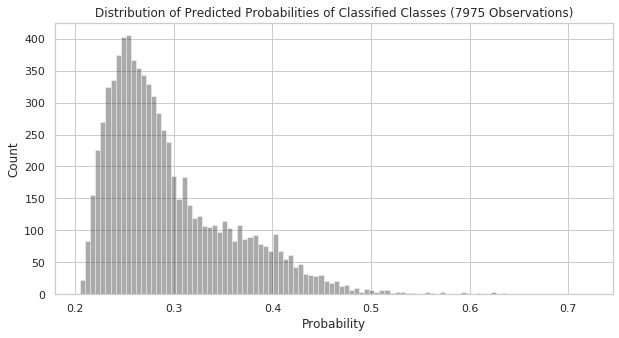 Distribution of Predicted Probabilities of Classified Classes (7975 Observations)
400
350
300
250
200
150
100
50
0
Count
0.2 0.3 0.4 0.5 0.6 0.7
Probability